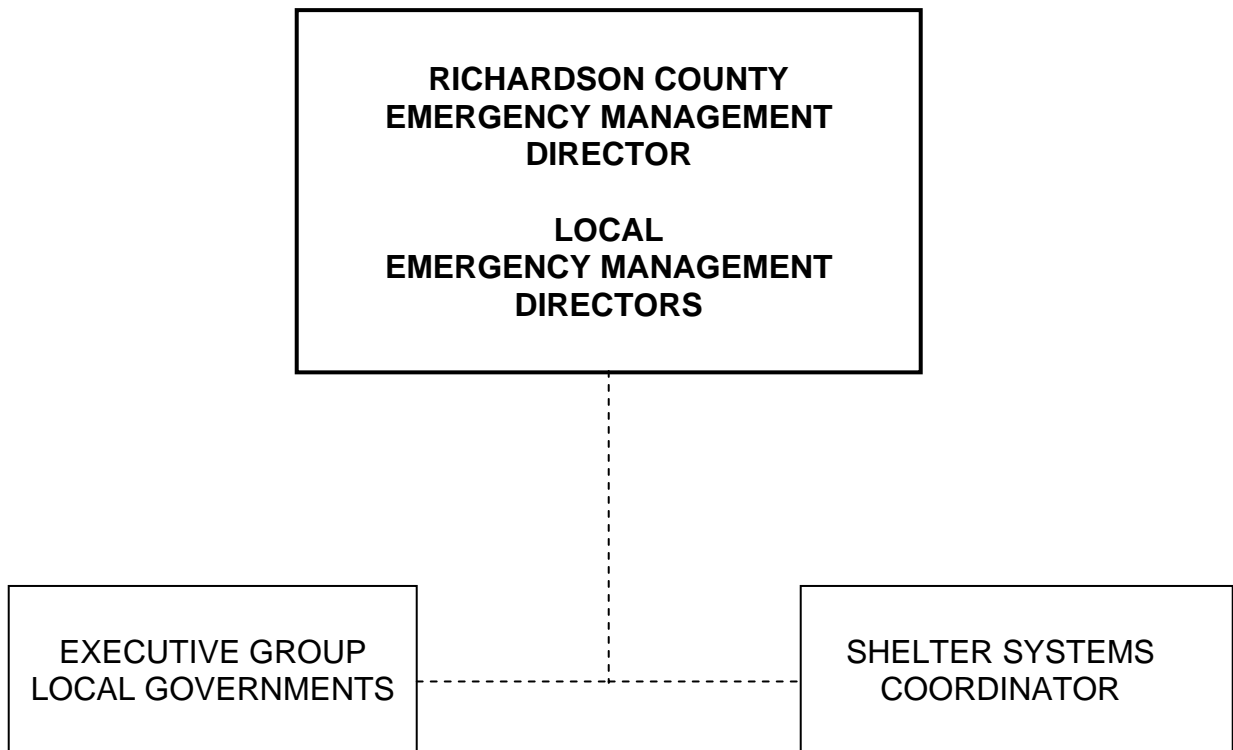 RICHARDSON COUNTY
EMERGENCY MANAGEMENT
DIRECTOR
LOCAL
EMERGENCY MANAGEMENT
DIRECTORS
EXECUTIVE GROUP
LOCAL GOVERNMENTS
SHELTER SYSTEMS
COORDINATOR